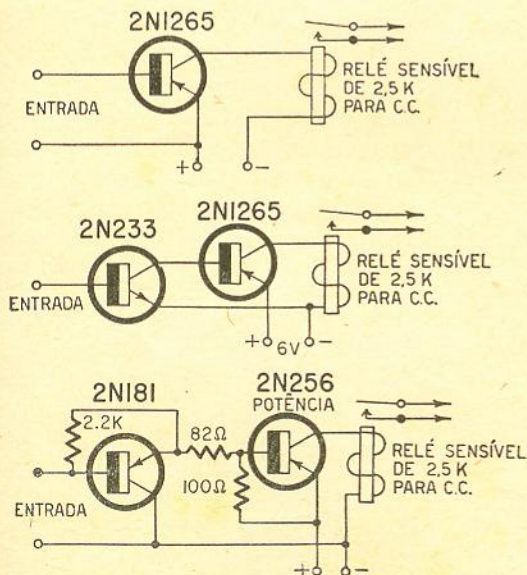 2N1265
ENTRADA
RELÉ SENSÍVEL
DE 2,5 K
PARA C.C.
+ -
2N233
2N1265
ENTRADA
RELÉ SENSÍVEL
DE 2,5 K
PARA C.C.
+ 6V -
2N181
2N256
POTÊNCIA
2.2K
82Ω
100Ω
ENTRADA
RELÉ SENSÍVEL
DE 2,5 K
PARA C.C.
+ -